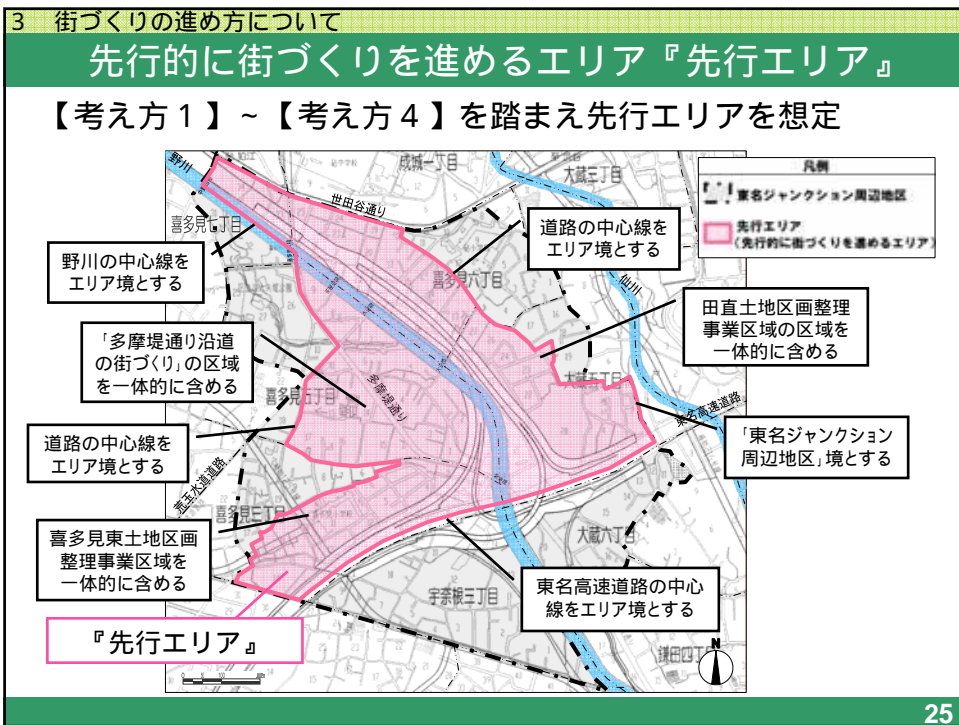 3 街づくりの進め方について
先行的に街づくりを進めるエリア『先行エリア』
【考え方1】~【考え方4】を踏まえ先行エリアを想定
凡例
東名ジャンクション周辺地区
先行エリア
(先行的に街づくりを進めるエリア)
野川
成城一丁目
大蔵三丁目
世田谷通り
喜多見七丁目
道路の中心線を
エリア境とする
野川の中心線を
エリア境とする
喜多見六丁目
仙川
田直土地区画整理
事業区域の区域を
一体的に含める
「多摩堤通り沿道
の街づくり」の区域
を一体的に含める
大蔵五丁目
多摩堤通り
喜多見五丁目
東名高速道路
「東名ジャンクション
周辺地区」境とする
道路の中心線を
エリア境とする
荒玉水道道路
喜多見三丁目
喜多見東土地区画
整理事業区域を
一体的に含める
大蔵六丁目
宇奈根三丁目
東名高速道路の中心
線をエリア境とする
『先行エリア』
鎌田四丁目
N
25